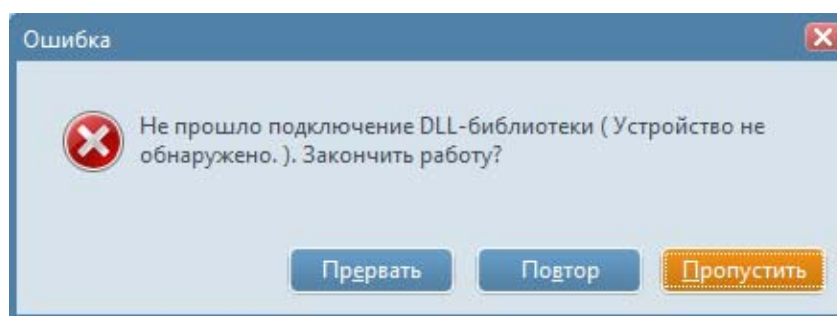 Ошибка
Не прошло подключение DLL-библиотеки ( Устройство не
обнаружено. ). Закончить работу?
Прервать
Повтор
Пропустить